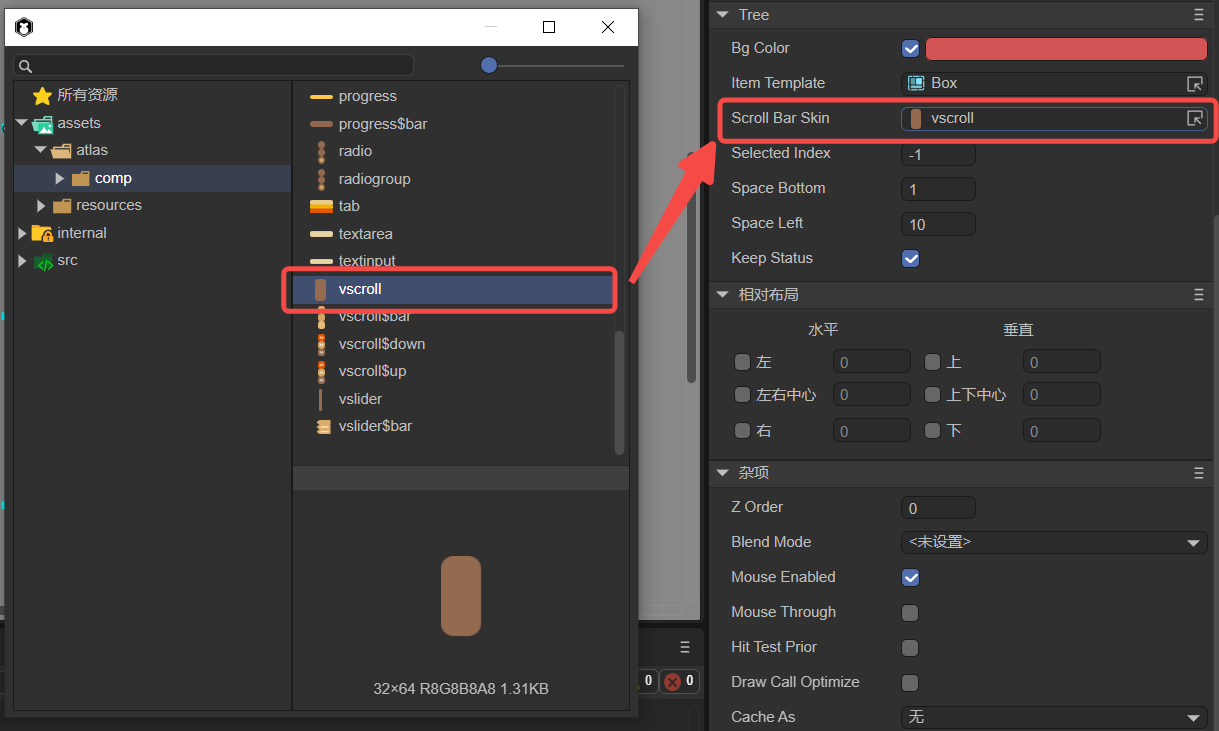 所有资源
assets
atlas
comp
resources
internal
src
progress
progress$bar
radio
radiogroup
tab
textarea
textinput
vscroll
vscroll$bar
vscroll$down
vscroll$up
vslider
vslider$bar
32×64 R8G8B8A8 1.31KB
0 0
Tree
Bg Color
Item Template Box
Scroll Bar Skin vscroll
Selected Index -1
Space Bottom 1
Space Left 10
Keep Status
相对布局
水平 垂直
左 0 上 0
左右中心 0 上下中心 0
右 0 下 0
杂项
Z Order 0
Blend Mode <未设置>
Mouse Enabled
Mouse Through
Hit Test Prior
Draw Call Optimize
Cache As 无